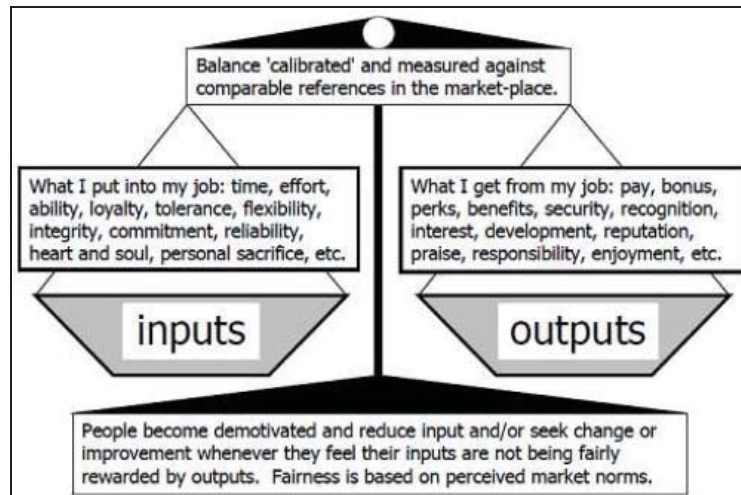 Balance 'calibrated' and measured against
comparable references in the market-place.
What I put into my job: time, effort,
ability, loyalty, tolerance, flexibility,
integrity, commitment, reliability,
heart and soul, personal sacrifice, etc.
What I get from my job: pay, bonus,
perks, benefits, security, recognition,
interest, development, reputation,
praise, responsibility, enjoyment, etc.
inputs
outputs
People become demotivated and reduce input and/or seek change or
improvement whenever they feel their inputs are not being fairly
rewarded by outputs.  Fairness is based on perceived market norms.